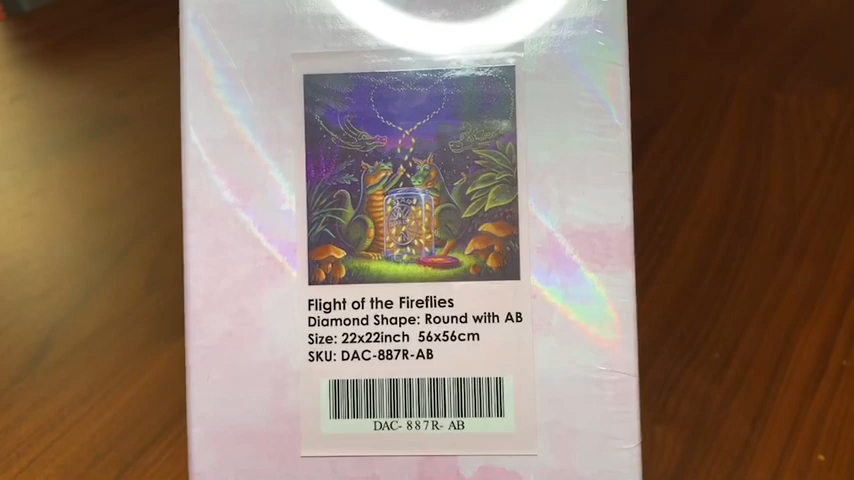 Flight of the Fireflies
Diamond Shape: Round with AB
Size: 22x22inch 56x56cm
SKU: DAC-887R-AB
DAC- 887R- AB